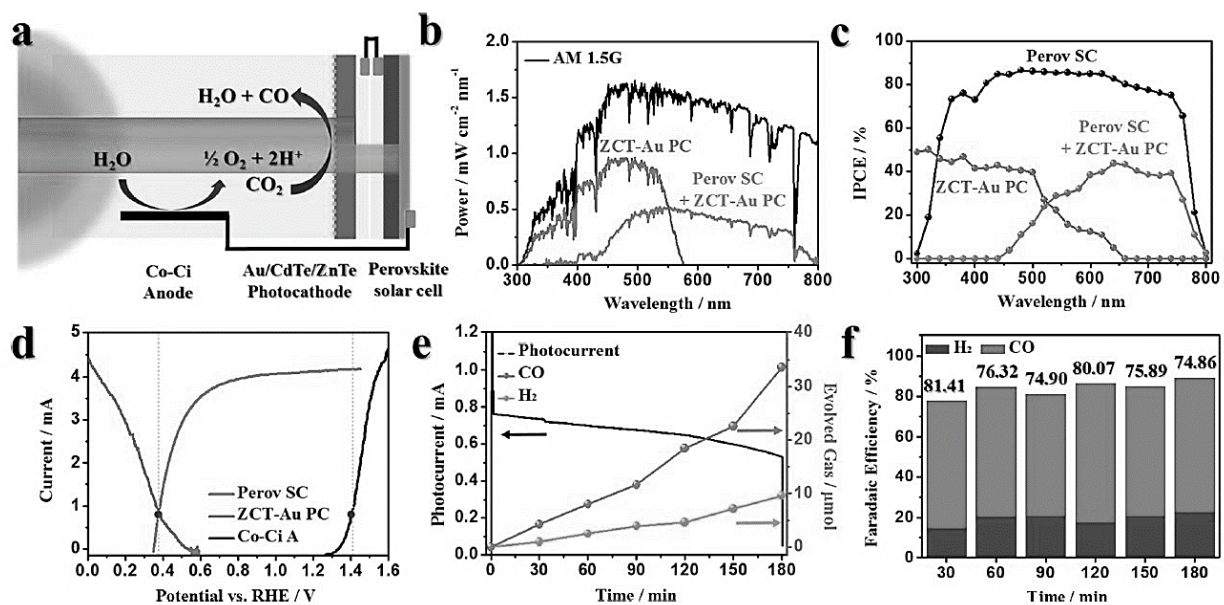 a
H₂O + CO
H₂O
½ O₂ + 2H⁺
CO₂
Co-Ci
Anode
Au/CdTe/ZnTe
Photocathode
Perovskite
solar cell
b
2.0
1.5
1.0
0.5
0.0
AM 1.5G
ZCT-Au PC
Perov SC
+ ZCT-Au PC
Power / mW cm⁻² nm⁻¹
300 400 500 600 700 800
Wavelength / nm
c
100
80
60
40
20
0
Perov SC
Perov SC
+ ZCT-Au PC
ZCT-Au PC
IPCE / %
300 400 500 600 700 800
Wavelength / nm
d
5
4
3
2
1
0
Current / mA
Perov SC
ZCT-Au PC
Co-Ci A
0.0 0.4 0.6 0.8 1.0 1.2 1.4 1.6
Potential vs. RHE / V
e
1.2
1.0
0.8
0.6
0.4
0.2
0.0
Photocurrent / mA
Photocurrent
CO
H₂
40
30
20
10
0
Evolved Gas / μmol
0 30 60 90 120 150 180
Time / min
f
H₂ CO
100
80
60
40
20
0
81.41 76.32 74.90 80.07 75.89 74.86
Faradaic Efficiency / %
30 60 90 120 150 180
Time / min